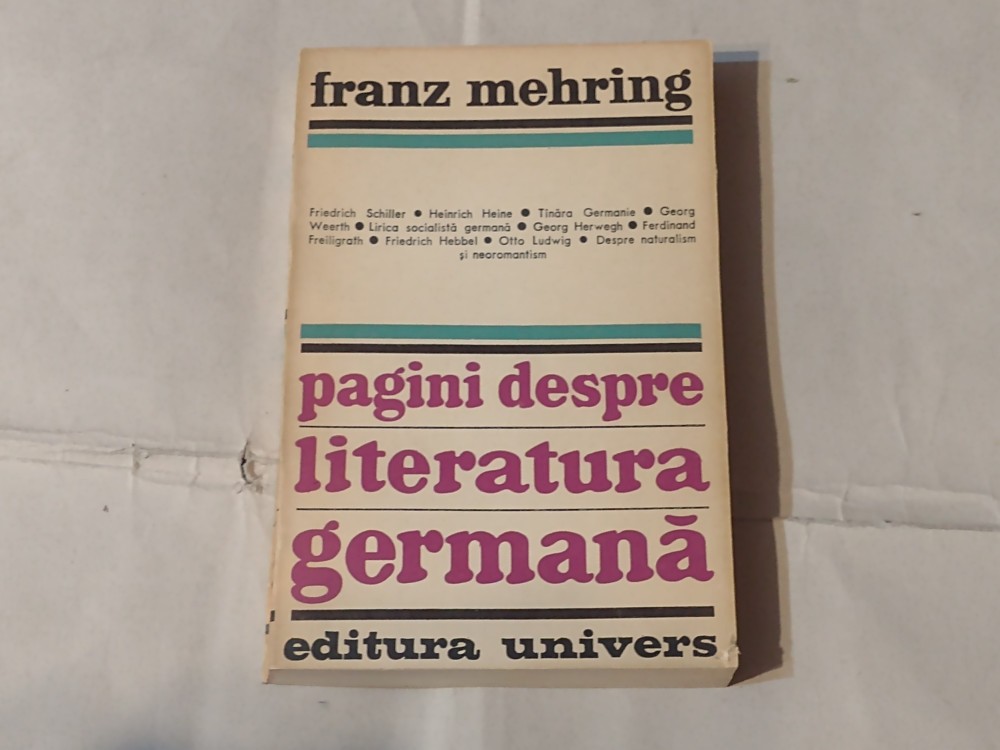 franz mehring
Friedrich Schiller ● Heinrich Heine ● Tînăra Germanie ● Georg
Weerth ● Lirica socialistă germană ● Georg Herwegh ● Ferdinand
Freiligrath ● Friedrich Hebbel ● Otto Ludwig ● Despre naturalism
și neoromantism
pagini despre
literatura
germană
editura univers